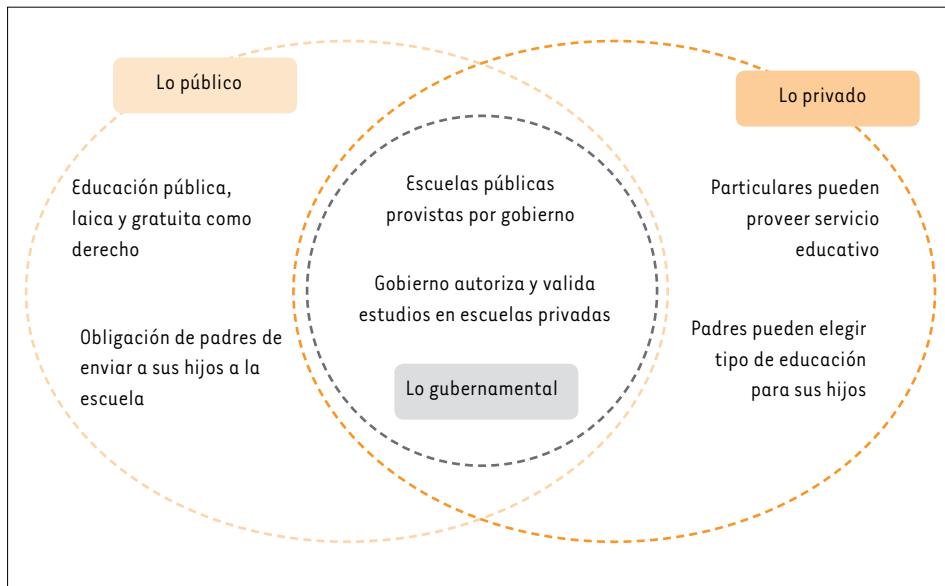 Lo público
Educación pública,
laica y gratuita como
derecho
Obligación de padres de
enviar a sus hijos a la
escuela
Escuelas públicas
provistas por gobierno
Gobierno autoriza y valida
estudios en escuelas privadas
Lo gubernamental
Lo privado
Particulares pueden
proveer servicio
educativo
Padres pueden elegir
tipo de educación
para sus hijos